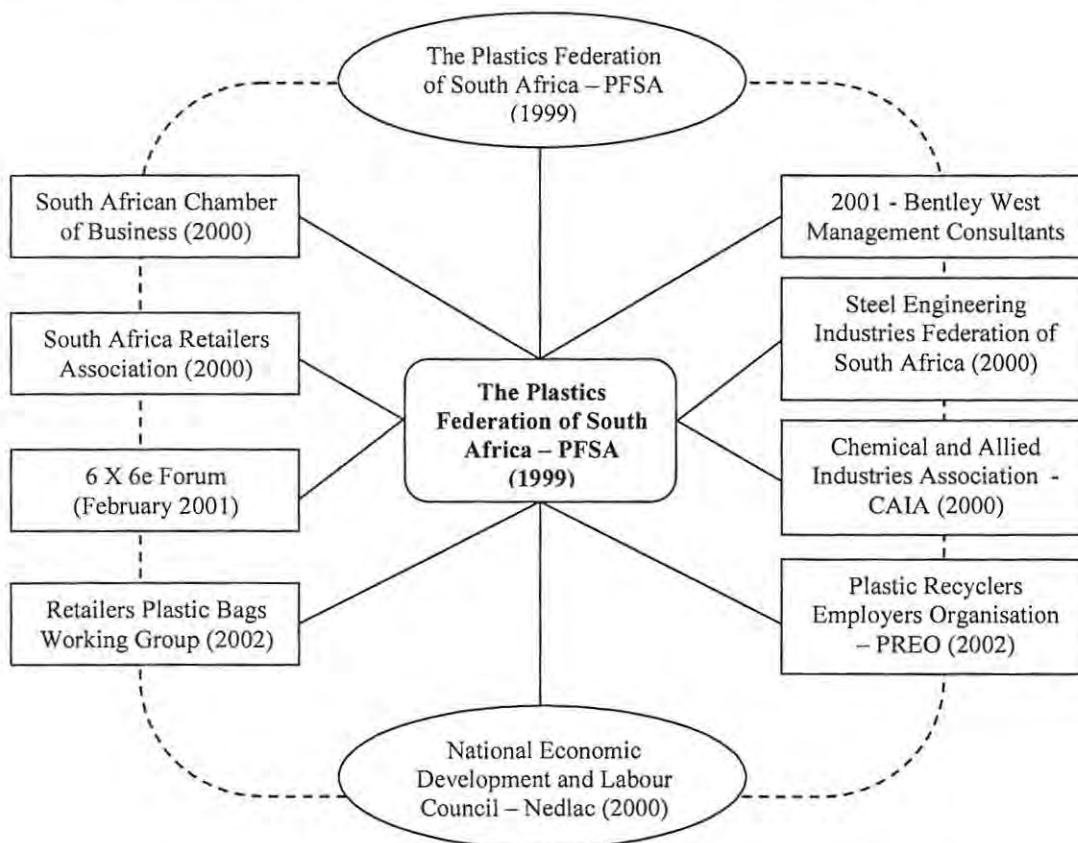 The Plastics Federation
of South Africa – PFSA
(1999)
South African Chamber
of Business (2000)
2001 - Bentley West
Management Consultants
South Africa Retailers
Association (2000)
Steel Engineering
Industries Federation of
South Africa (2000)
The Plastics
Federation of South
Africa – PFSA
(1999)
6 X 6e Forum
(February 2001)
Chemical and Allied
Industries Association -
CAIA (2000)
Retailers Plastic Bags
Working Group (2002)
Plastic Recyclers
Employers Organisation
– PREO (2002)
National Economic
Development and Labour
Council – Nedlac (2000)